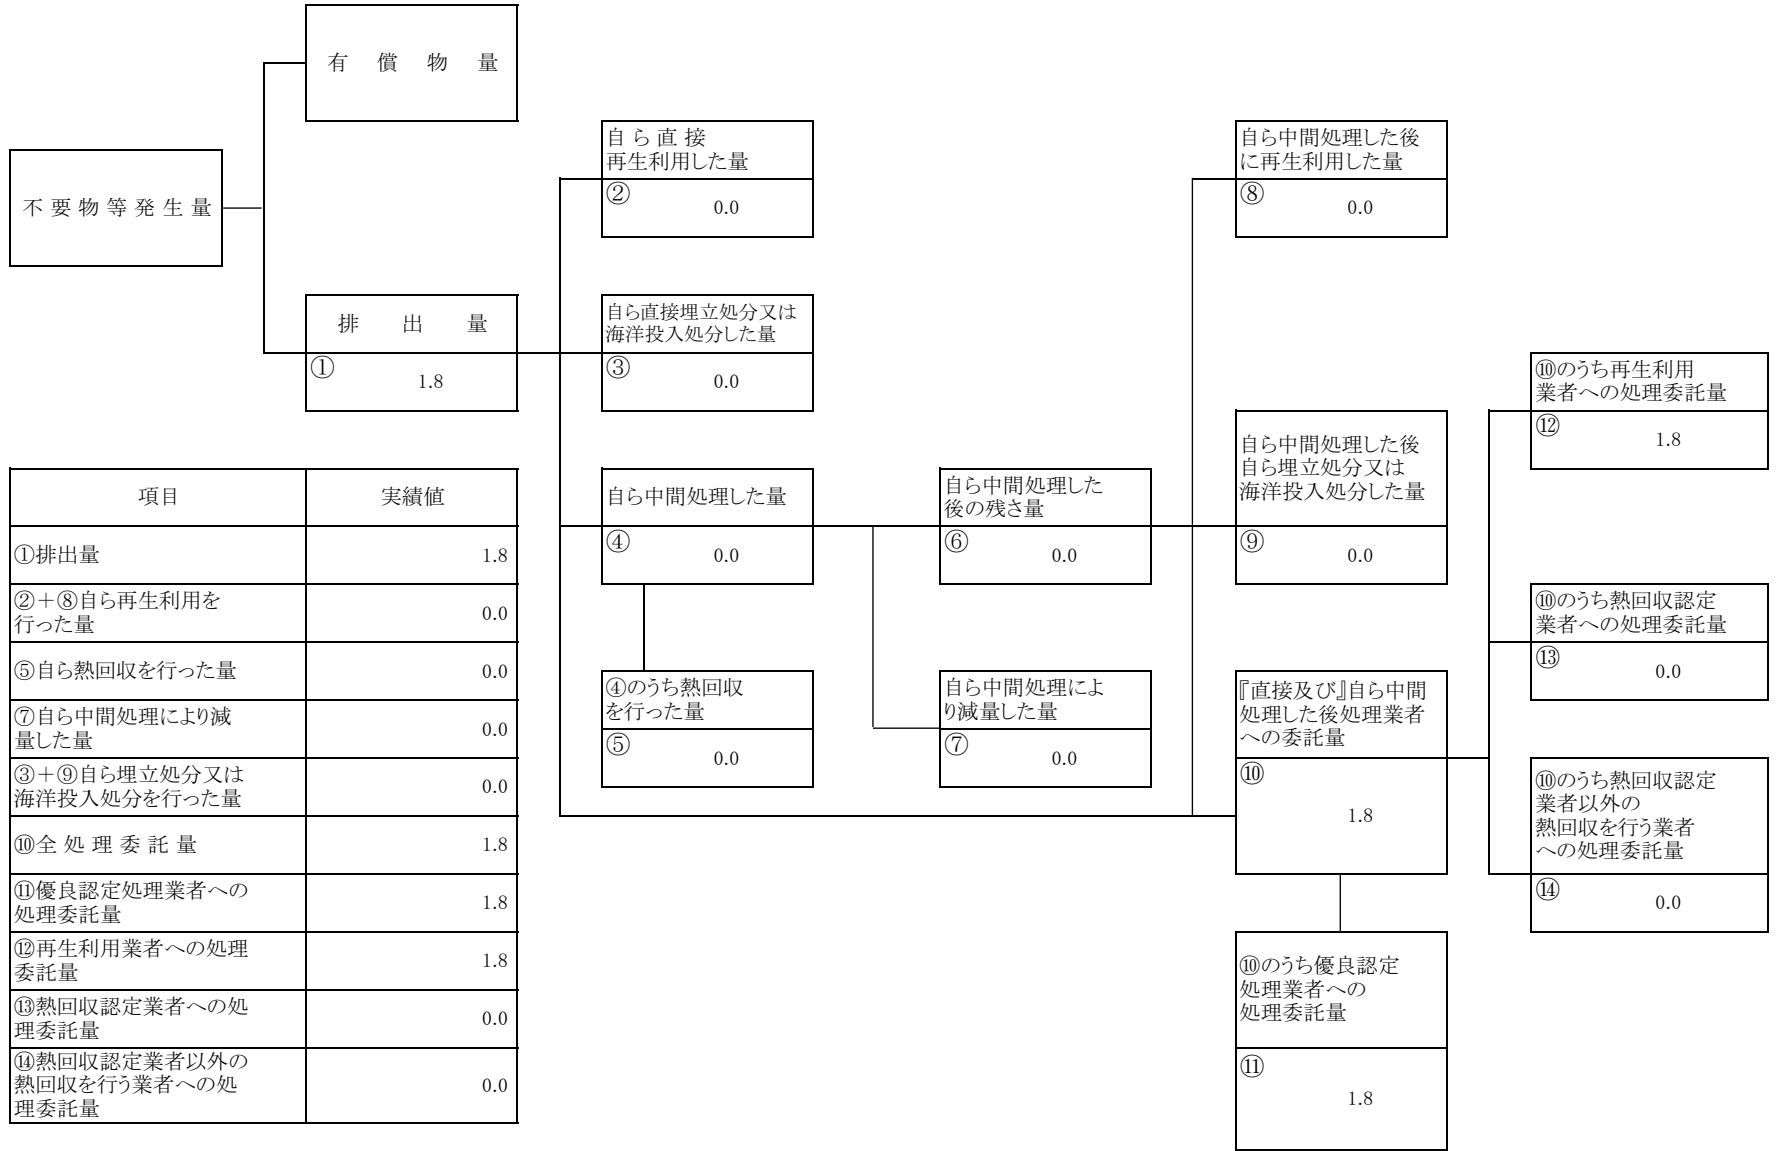 有償物量
不要物等発生量
排出量
①
1.8
自ら直接
再生利用した量
②
0.0
自ら直接埋立処分又は
海洋投入処分した量
③
0.0
自ら中間処理した量
④
0.0
④のうち熱回収
を行った量
⑤
0.0
自ら中間処理した
後の残さ量
⑥
0.0
自ら中間処理によ
り減量した量
⑦
0.0
自ら中間処理した後
に再生利用した量
⑧
0.0
自ら中間処理した後
自ら埋立処分又は
海洋投入処分した量
⑨
0.0
『直接及び』自ら中間
処理した後処理業者
への委託量
⑩
1.8
⑩のうち優良認定
処理業者への
処理委託量
⑪
1.8
⑩のうち再生利用
業者への処理委託量
⑫
1.8
⑩のうち熱回収認定
業者への処理委託量
⑬
0.0
⑩のうち熱回収認定
業者以外の
熱回収を行う業者
への処理委託量
⑭
0.0
項目 実績値
①排出量 1.8
②＋⑧自ら再生利用を
行った量 0.0
⑤自ら熱回収を行った量 0.0
⑦自ら中間処理により減
量した量 0.0
③＋⑨自ら埋立処分又は
海洋投入処分を行った量 0.0
⑩全処理委託量 1.8
⑪優良認定処理業者への
処理委託量 1.8
⑫再生利用業者への処理
委託量 1.8
⑬熱回収認定業者への処
理委託量 0.0
⑭熱回収認定業者以外の
熱回収を行う業者への処
理委託量 0.0